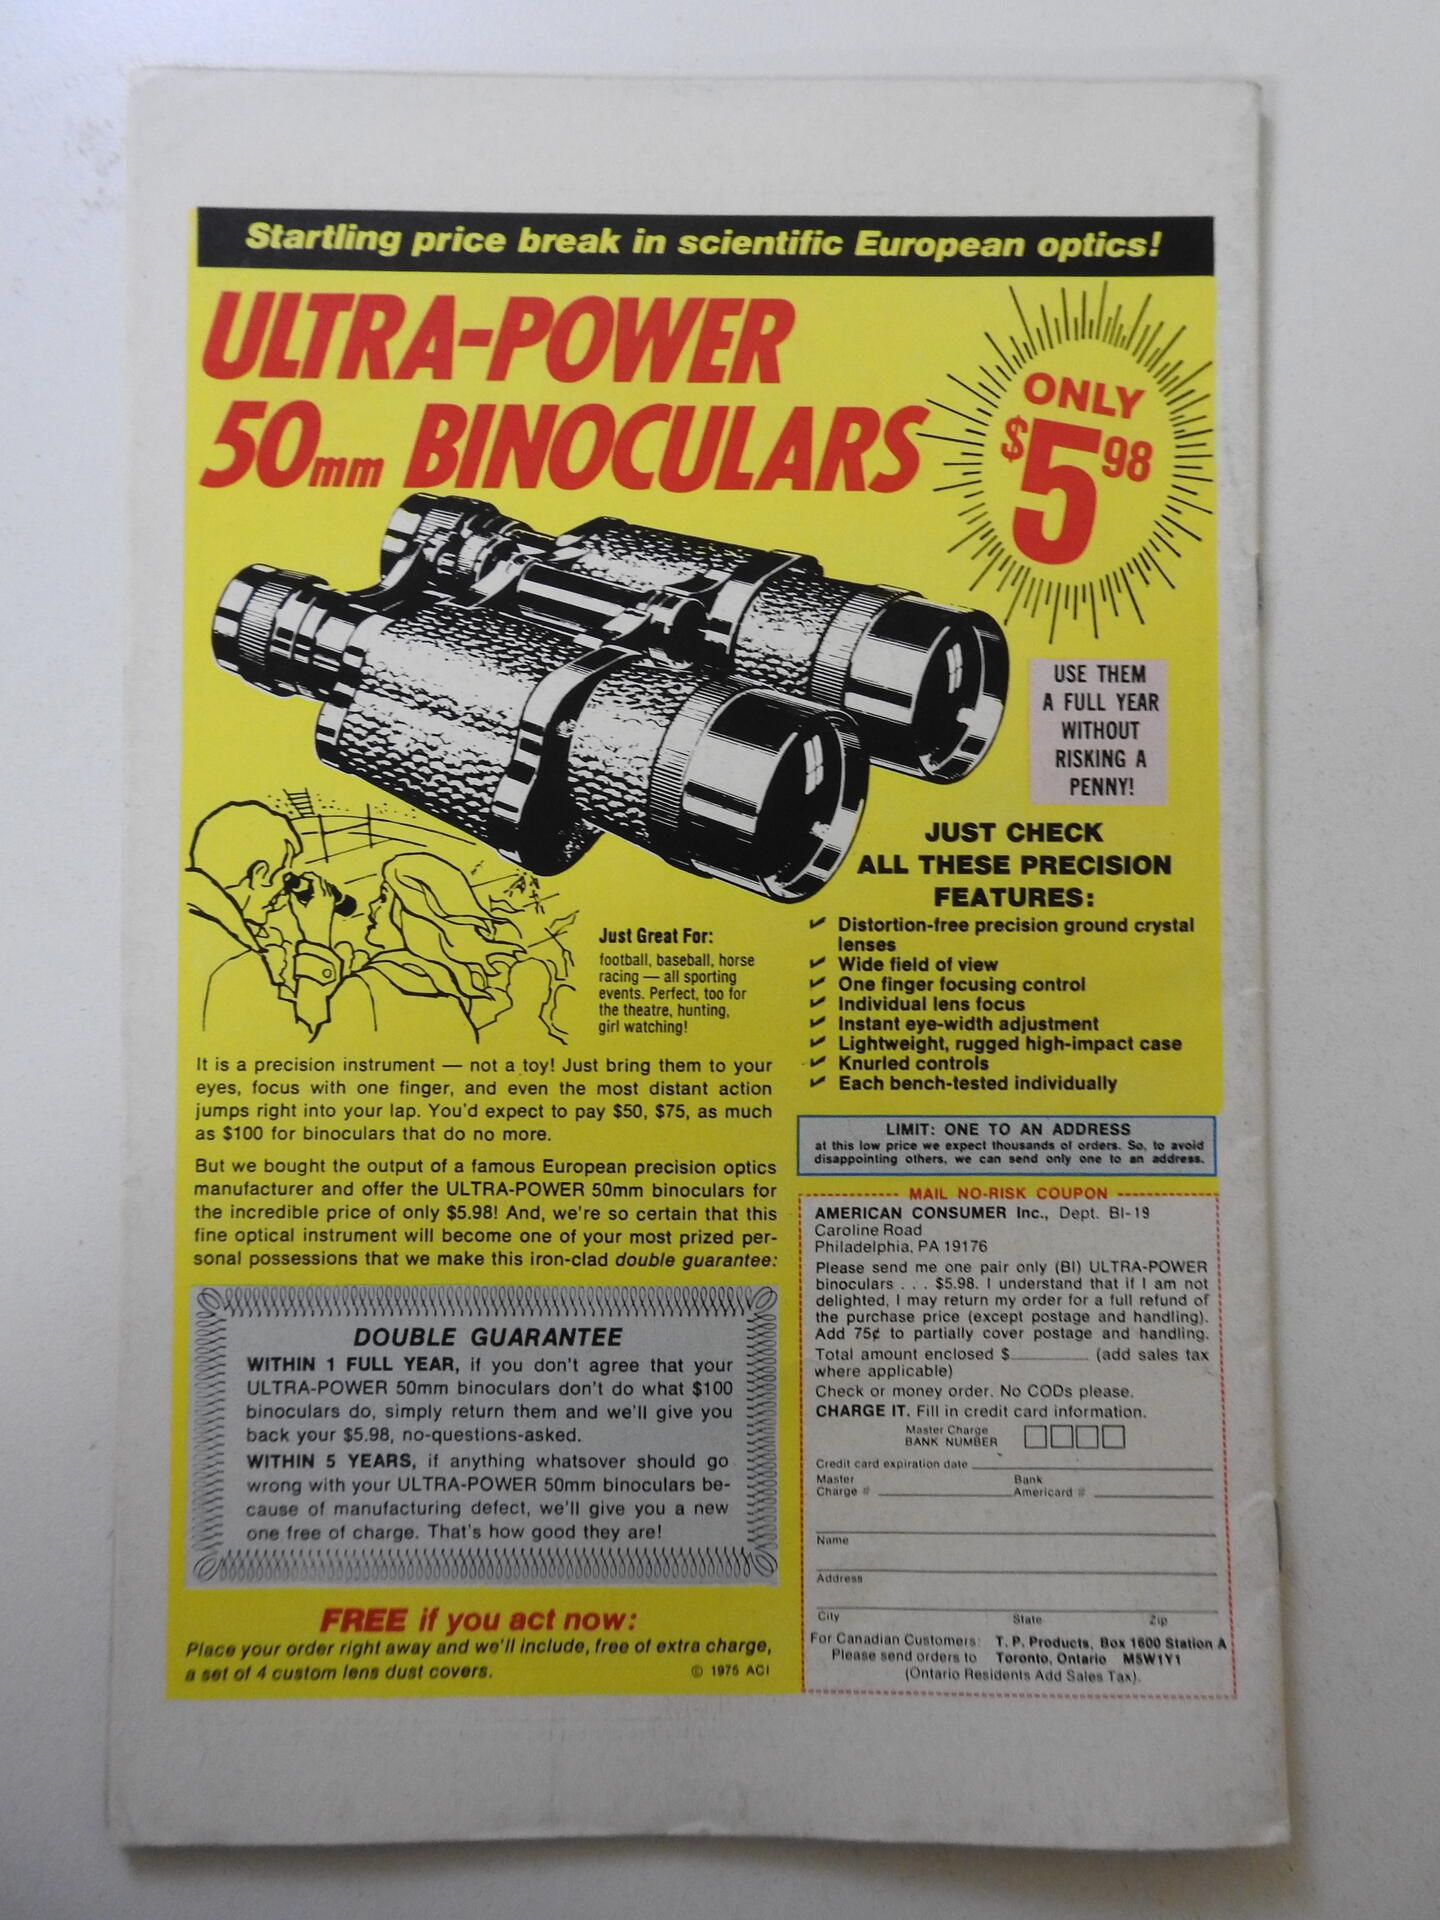 Startling price break in scientific European optics!
ULTRA-POWER
50mm BINOCULARS
ONLY
$5.98
USE THEM
A FULL YEAR
WITHOUT
RISKING A
PENNY!
JUST CHECK
ALL THESE PRECISION
FEATURES:
✔ Distortion-free precision ground crystal
lenses
✔ Wide field of view
✔ One finger focusing control
✔ Individual lens focus
✔ Instant eye-width adjustment
✔ Lightweight, rugged high-impact case
✔ Knurled controls
✔ Each bench-tested individually
Just Great For:
football, baseball, horse
racing — all sporting
events. Perfect, too for
the theatre, hunting,
girl watching!
It is a precision instrument — not a toy! Just bring them to your
eyes, focus with one finger, and even the most distant action
jumps right into your lap. You'd expect to pay $50, $75, as much
as $100 for binoculars that do no more.
But we bought the output of a famous European precision optics
manufacturer and offer the ULTRA-POWER 50mm binoculars for
the incredible price of only $5.98! And, we're so certain that this
fine optical instrument will become one of your most prized per-
sonal possessions that we make this iron-clad double guarantee:
DOUBLE GUARANTEE
WITHIN 1 FULL YEAR, if you don't agree that your
ULTRA-POWER 50mm binoculars don't do what $100
binoculars do, simply return them and we'll give you
back your $5.98, no-questions-asked.
WITHIN 5 YEARS, if anything whatsover should go
wrong with your ULTRA-POWER 50mm binoculars be-
cause of manufacturing defect, we'll give you a new
one free of charge. That's how good they are!
FREE if you act now:
Place your order right away and we'll include, free of extra charge,
a set of 4 custom lens dust covers.
© 1975 ACI
LIMIT: ONE TO AN ADDRESS
at this low price we expect thousands of orders. So, to avoid
disappointing others, we can send only one to an address.
MAIL NO-RISK COUPON
AMERICAN CONSUMER Inc., Dept. BI-19
Caroline Road
Philadelphia, PA 19176
Please send me one pair only (BI) ULTRA-POWER
binoculars . . . $5.98. I understand that if I am not
delighted, I may return my order for a full refund of
the purchase price (except postage and handling).
Add 75¢ to partially cover postage and handling.
Total amount enclosed $________ (add sales tax
where applicable)
Check or money order. No CODs please.
CHARGE IT. Fill in credit card information.
Master Charge
BANK NUMBER
Credit card expiration date
Master Bank
Charge # Americard #
Name
Address
City State Zip
For Canadian Customers: T. P. Products, Box 1600 Station A
Please send orders to Toronto, Ontario M5W1Y1
(Ontario Residents Add Sales Tax).